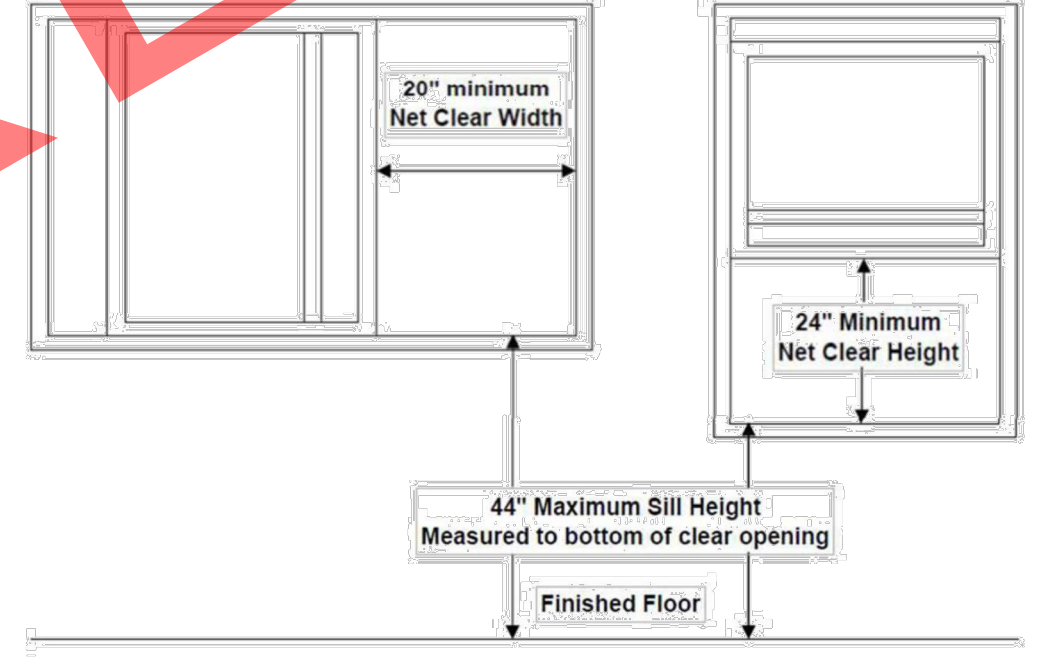 20" minimum
Net Clear Width
24" Minimum
Net Clear Height
44" Maximum Sill Height
Measured to bottom of clear opening
Finished Floor